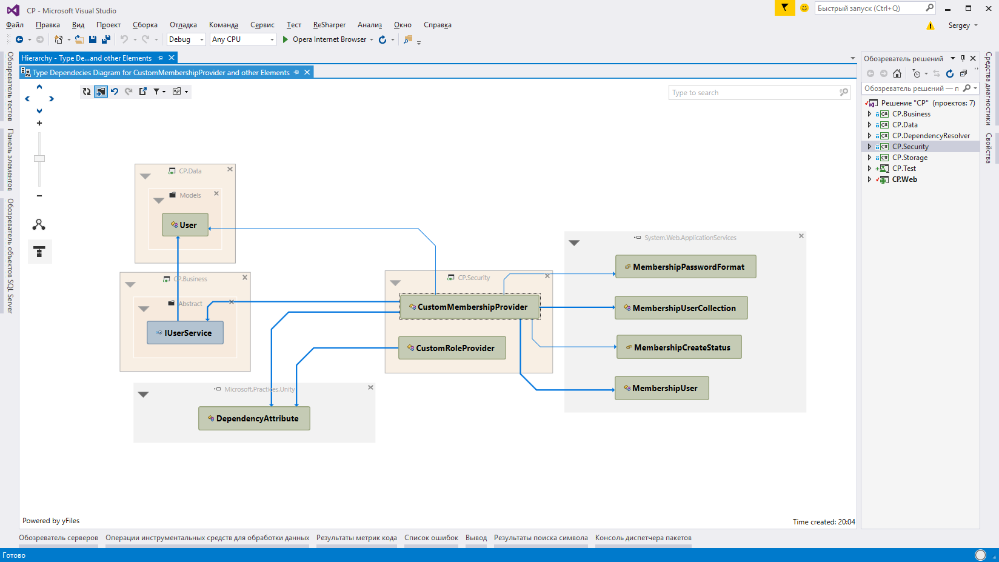 CP - Microsoft Visual Studio
Быстрый запуск (Ctrl+Q)
Файл Правка Вид Проект Сборка Отладка Команда Сервис Тест ReSharper Анализ Окно Справка
Sergey
Debug Any CPU Opera Internet Browser
Hierarchy - Type De...and other Elements
Type Dependecies Diagram for CustomMembershipProvider and other Elements
Type to search
Обозреватель тестов
Панель элементов
Обозреватель объектов SQL Server
CP.Data
Models
User
CP.Business
Abstract
IUserService
Microsoft.Practices.Unity
DependencyAttribute
CP.Security
CustomMembershipProvider
CustomRoleProvider
System.Web.ApplicationServices
MembershipPasswordFormat
MembershipUserCollection
MembershipCreateStatus
MembershipUser
Powered by yFiles
Time created: 20:04
Обозреватель решений
Обозреватель решений — п
Решение "CP" (проектов: 7)
CP.Business
CP.Data
CP.DependencyResolver
CP.Security
CP.Storage
CP.Test
CP.Web
Средства диагностики
Свойства
Обозреватель серверов Операции инструментальных средств для обработки данных Результаты метрик кода Список ошибок Вывод Результаты поиска символа Консоль диспетчера пакетов
Готово